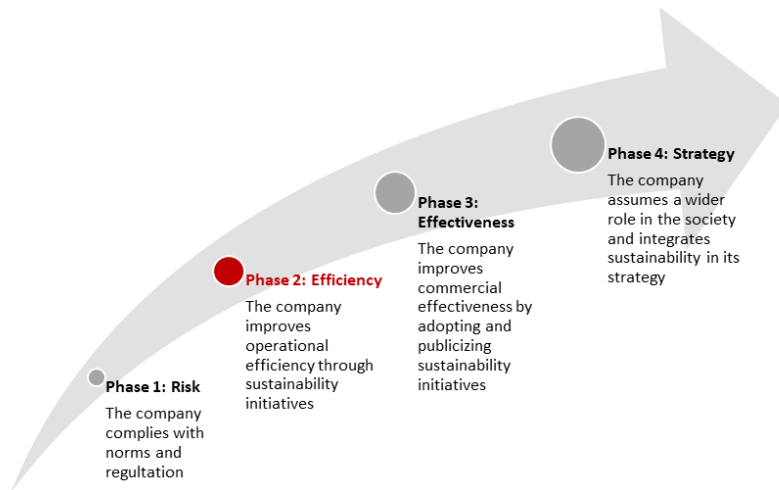 Phase 1: Risk
The company
complies with
norms and
regultation
Phase 2: Efficiency
The company
improves
operational
efficiency through
sustainability
initiatives
Phase 3:
Effectiveness
The company
improves
commercial
effectiveness by
adopting and
publicizing
sustainability
initiatives
Phase 4: Strategy
The company
assumes a wider
role in the society
and integrates
sustainability in its
strategy